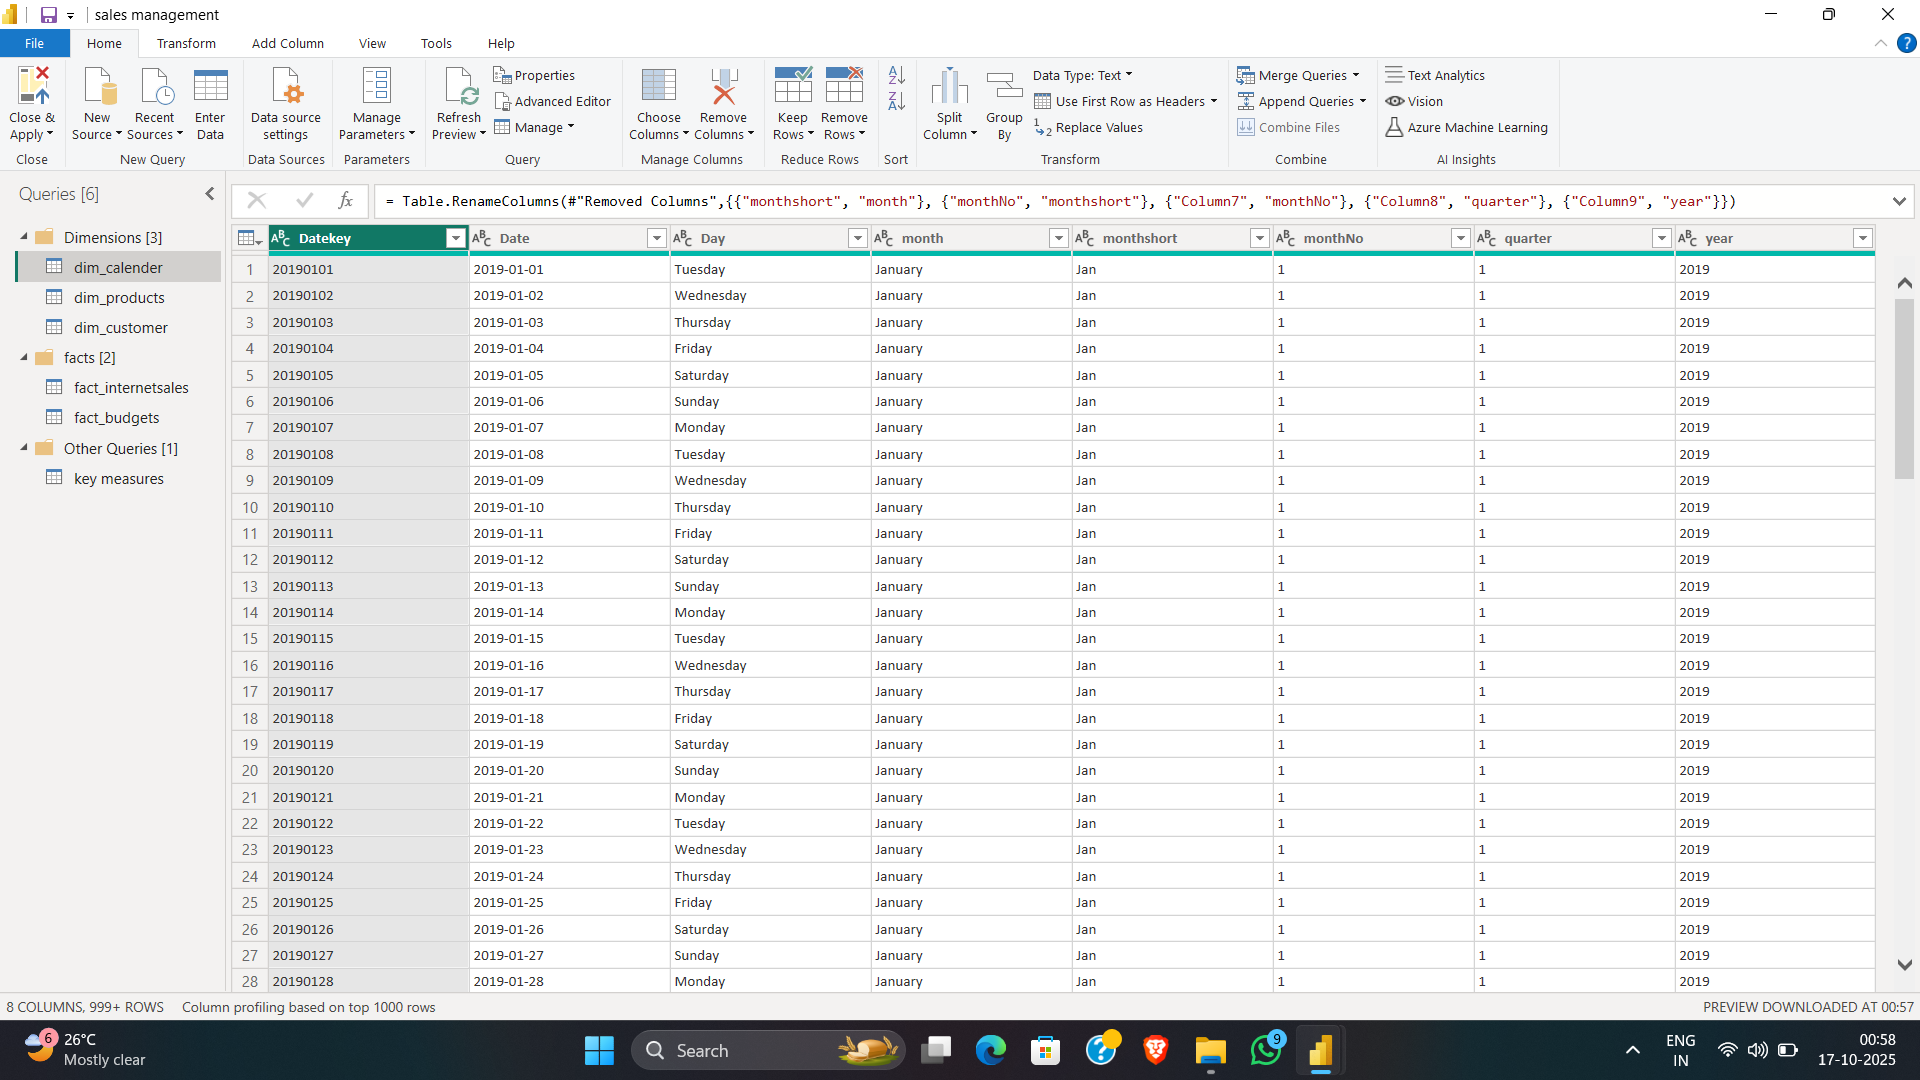 sales management
File Home Transform Add Column View Tools Help
?
Close & Apply
New Source
Recent Sources
Enter Data
Data source settings
Manage Parameters
Refresh Preview
Properties
Advanced Editor
Manage
Choose Columns
Remove Columns
Keep Rows
Remove Rows
A Z
Z A
Split Column
Group By
Data Type: Text
Use First Row as Headers
1 2 Replace Values
Merge Queries
Append Queries
Combine Files
Text Analytics
Vision
Azure Machine Learning
Close New Query Data Sources Parameters Query Manage Columns Reduce Rows Sort Transform Combine AI Insights
Queries [6]
Dimensions [3]
dim_calender
dim_products
dim_customer
facts [2]
fact_internetsales
fact_budgets
Other Queries [1]
key measures
fx
= Table.RenameColumns(#"Removed Columns",{{"monthshort", "month"}, {"monthNo", "monthshort"}, {"Column7", "monthNo"}, {"Column8", "quarter"}, {"Column9", "year"}})
ABC Datekey ABC Date ABC Day ABC month ABC monthshort ABC monthNo ABC quarter ABC year
1 20190101 2019-01-01 Tuesday January Jan 1 1 2019
2 20190102 2019-01-02 Wednesday January Jan 1 1 2019
3 20190103 2019-01-03 Thursday January Jan 1 1 2019
4 20190104 2019-01-04 Friday January Jan 1 1 2019
5 20190105 2019-01-05 Saturday January Jan 1 1 2019
6 20190106 2019-01-06 Sunday January Jan 1 1 2019
7 20190107 2019-01-07 Monday January Jan 1 1 2019
8 20190108 2019-01-08 Tuesday January Jan 1 1 2019
9 20190109 2019-01-09 Wednesday January Jan 1 1 2019
10 20190110 2019-01-10 Thursday January Jan 1 1 2019
11 20190111 2019-01-11 Friday January Jan 1 1 2019
12 20190112 2019-01-12 Saturday January Jan 1 1 2019
13 20190113 2019-01-13 Sunday January Jan 1 1 2019
14 20190114 2019-01-14 Monday January Jan 1 1 2019
15 20190115 2019-01-15 Tuesday January Jan 1 1 2019
16 20190116 2019-01-16 Wednesday January Jan 1 1 2019
17 20190117 2019-01-17 Thursday January Jan 1 1 2019
18 20190118 2019-01-18 Friday January Jan 1 1 2019
19 20190119 2019-01-19 Saturday January Jan 1 1 2019
20 20190120 2019-01-20 Sunday January Jan 1 1 2019
21 20190121 2019-01-21 Monday January Jan 1 1 2019
22 20190122 2019-01-22 Tuesday January Jan 1 1 2019
23 20190123 2019-01-23 Wednesday January Jan 1 1 2019
24 20190124 2019-01-24 Thursday January Jan 1 1 2019
25 20190125 2019-01-25 Friday January Jan 1 1 2019
26 20190126 2019-01-26 Saturday January Jan 1 1 2019
27 20190127 2019-01-27 Sunday January Jan 1 1 2019
28 20190128 2019-01-28 Monday January Jan 1 1 2019
8 COLUMNS, 999+ ROWS Column profiling based on top 1000 rows PREVIEW DOWNLOADED AT 00:57
6
26°C
Mostly clear
Search
?
9
ENG
IN
00:58
17-10-2025